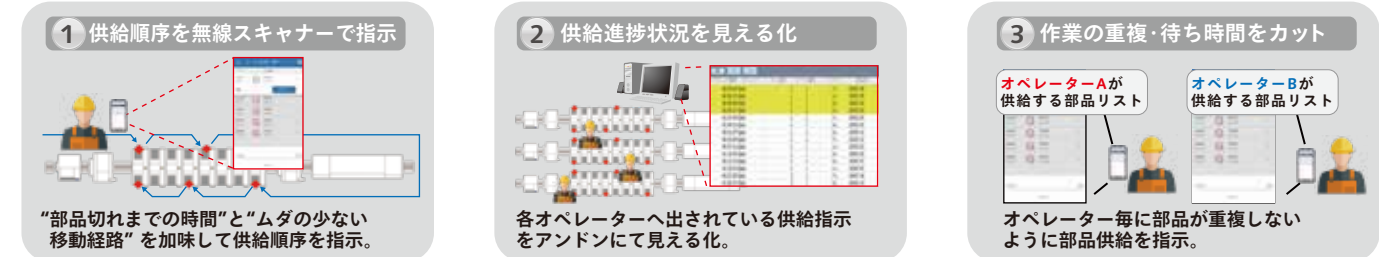 1 供給順序を無線スキャナーで指示
“部品切れまでの時間”と“ムダの少ない
移動経路” を加味して供給順序を指示。
2 供給進捗状況を見える化
各オペレーターへ出されている供給指示
をアンドンにて見える化。
3 作業の重複・待ち時間をカット
オペレーターAが
供給する部品リスト
オペレーターBが
供給する部品リスト
オペレーター毎に部品が重複しない
ように部品供給を指示。